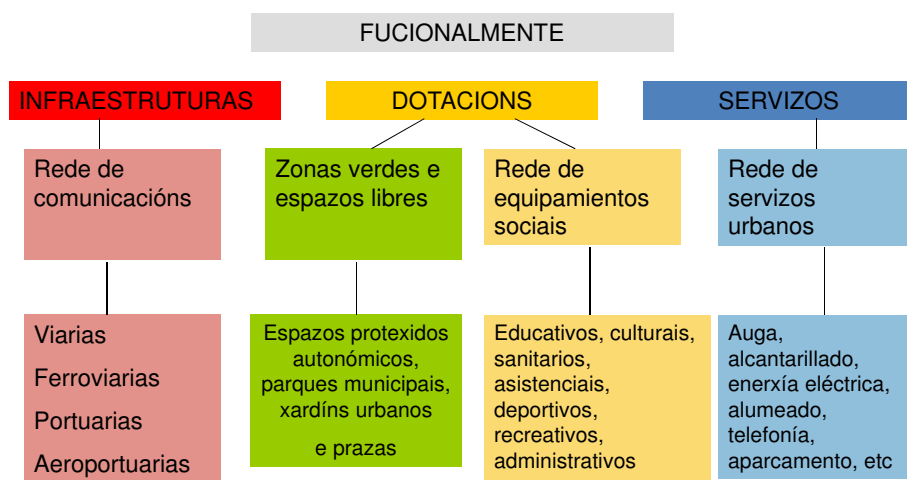 FUCIONALMENTE
INFRAESTRUTURAS
DOTACIONS
SERVIZOS
Rede de
comunicacións
Zonas verdes e
espazos libres
Rede de
equipamientos
sociais
Rede de
servizos
urbanos
Viarias
Ferroviarias
Portuarias
Aeroportuarias
Espazos protexidos
autonómicos,
parques municipais,
xardíns urbanos
e prazas
Educativos, culturais,
sanitarios,
asistenciais,
deportivos,
recreativos,
administrativos
Auga,
alcantarillado,
enerxía eléctrica,
alumeado,
telefonía,
aparcamento, etc